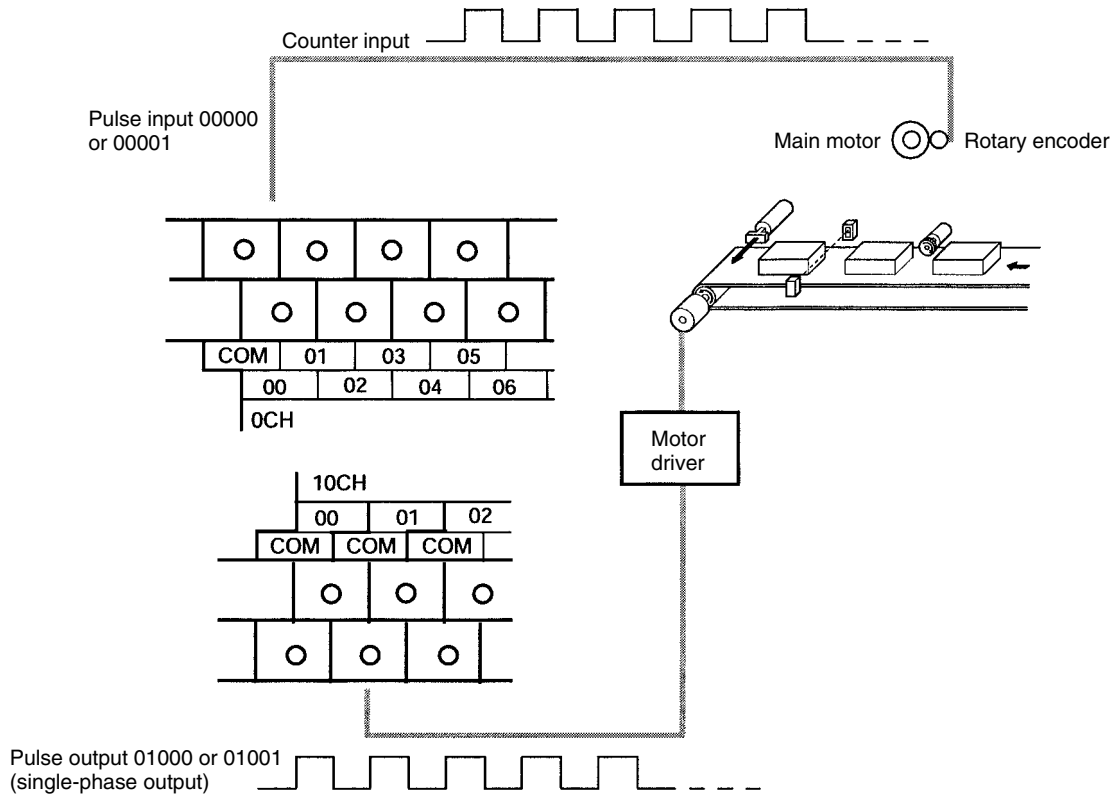 Counter input
Pulse input 00000
or 00001
Main motor
Rotary encoder
COM 01 03 05
00 02 04 06
0CH
Motor
driver
10CH
00 01 02
COM COM COM
Pulse output 01000 or 01001
(single-phase output)